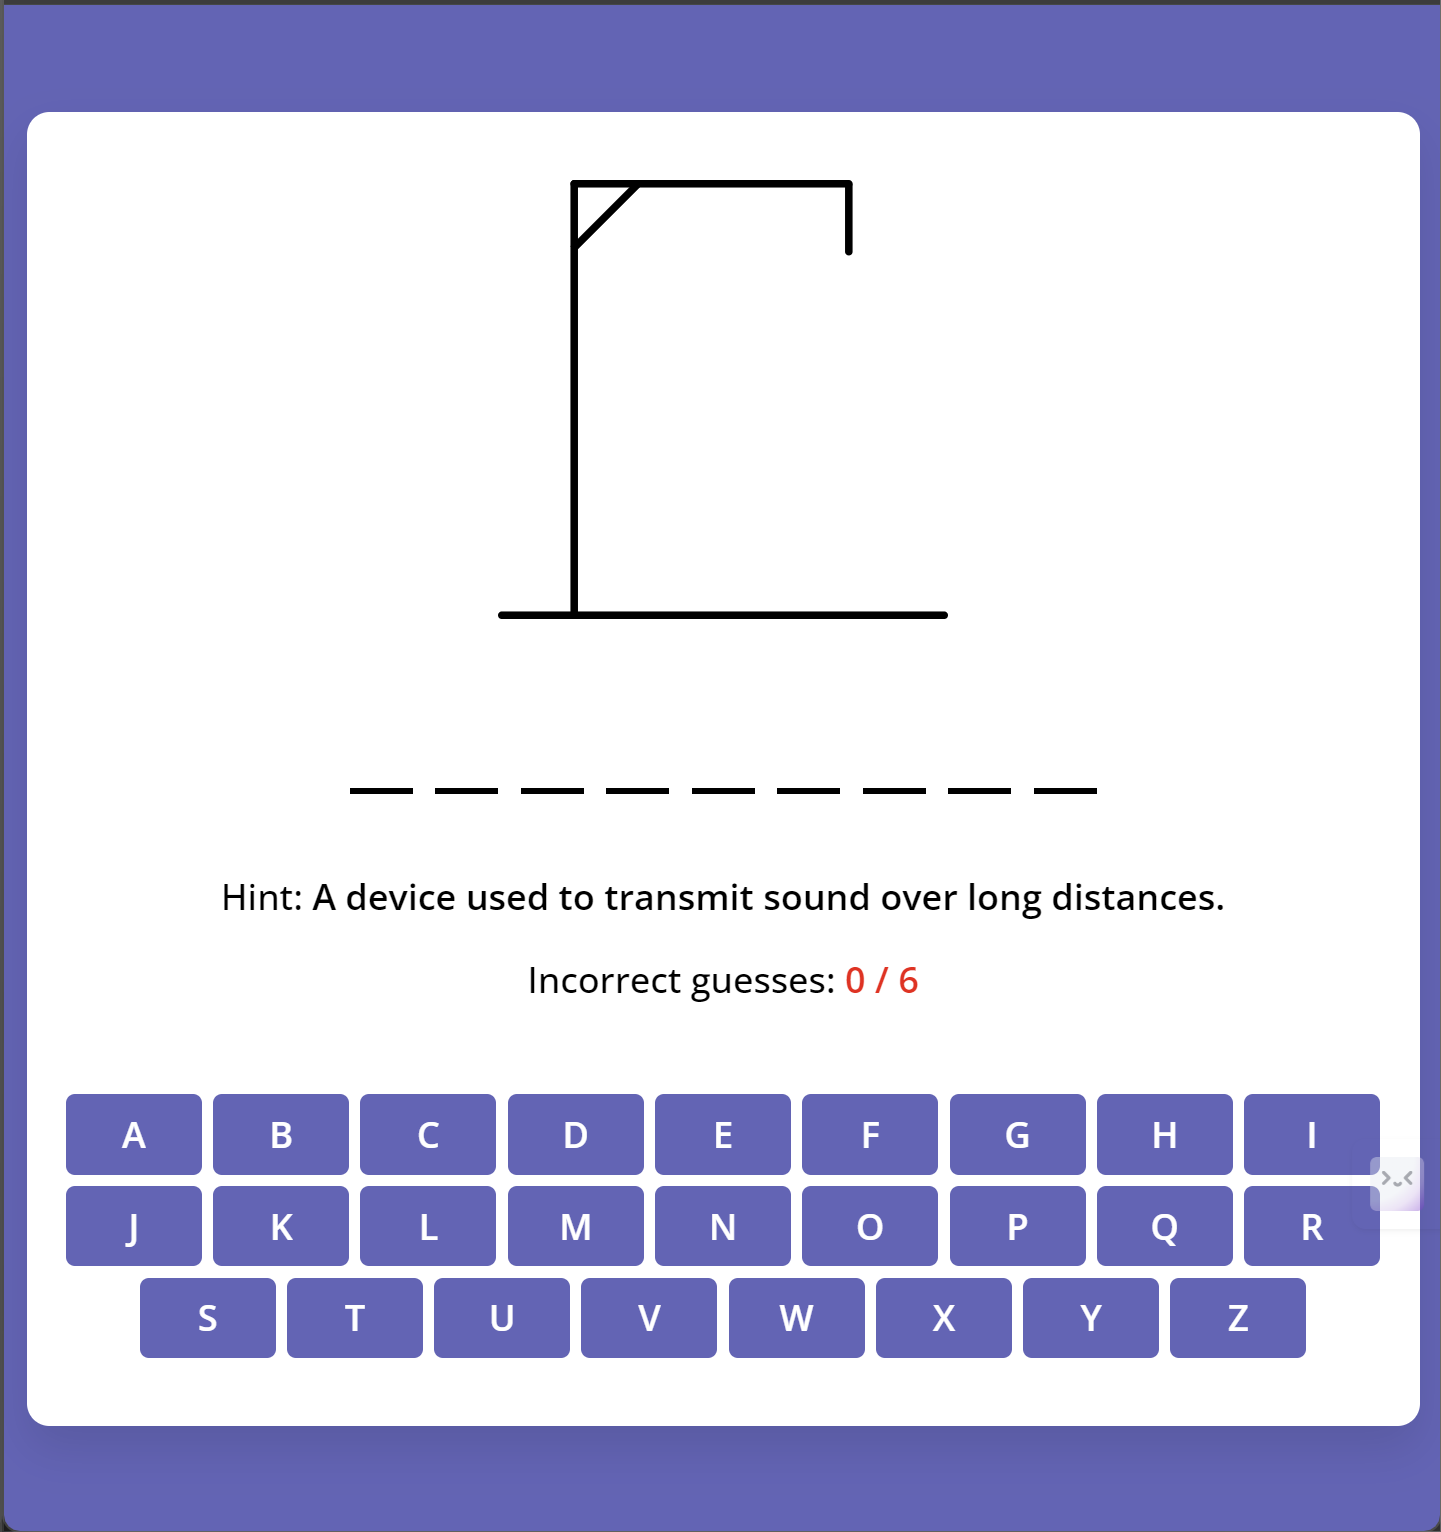 Hint: A device used to transmit sound over long distances.
Incorrect guesses: 0 / 6
A B C D E F G H I
J K L M N O P Q R
S T U V W X Y Z